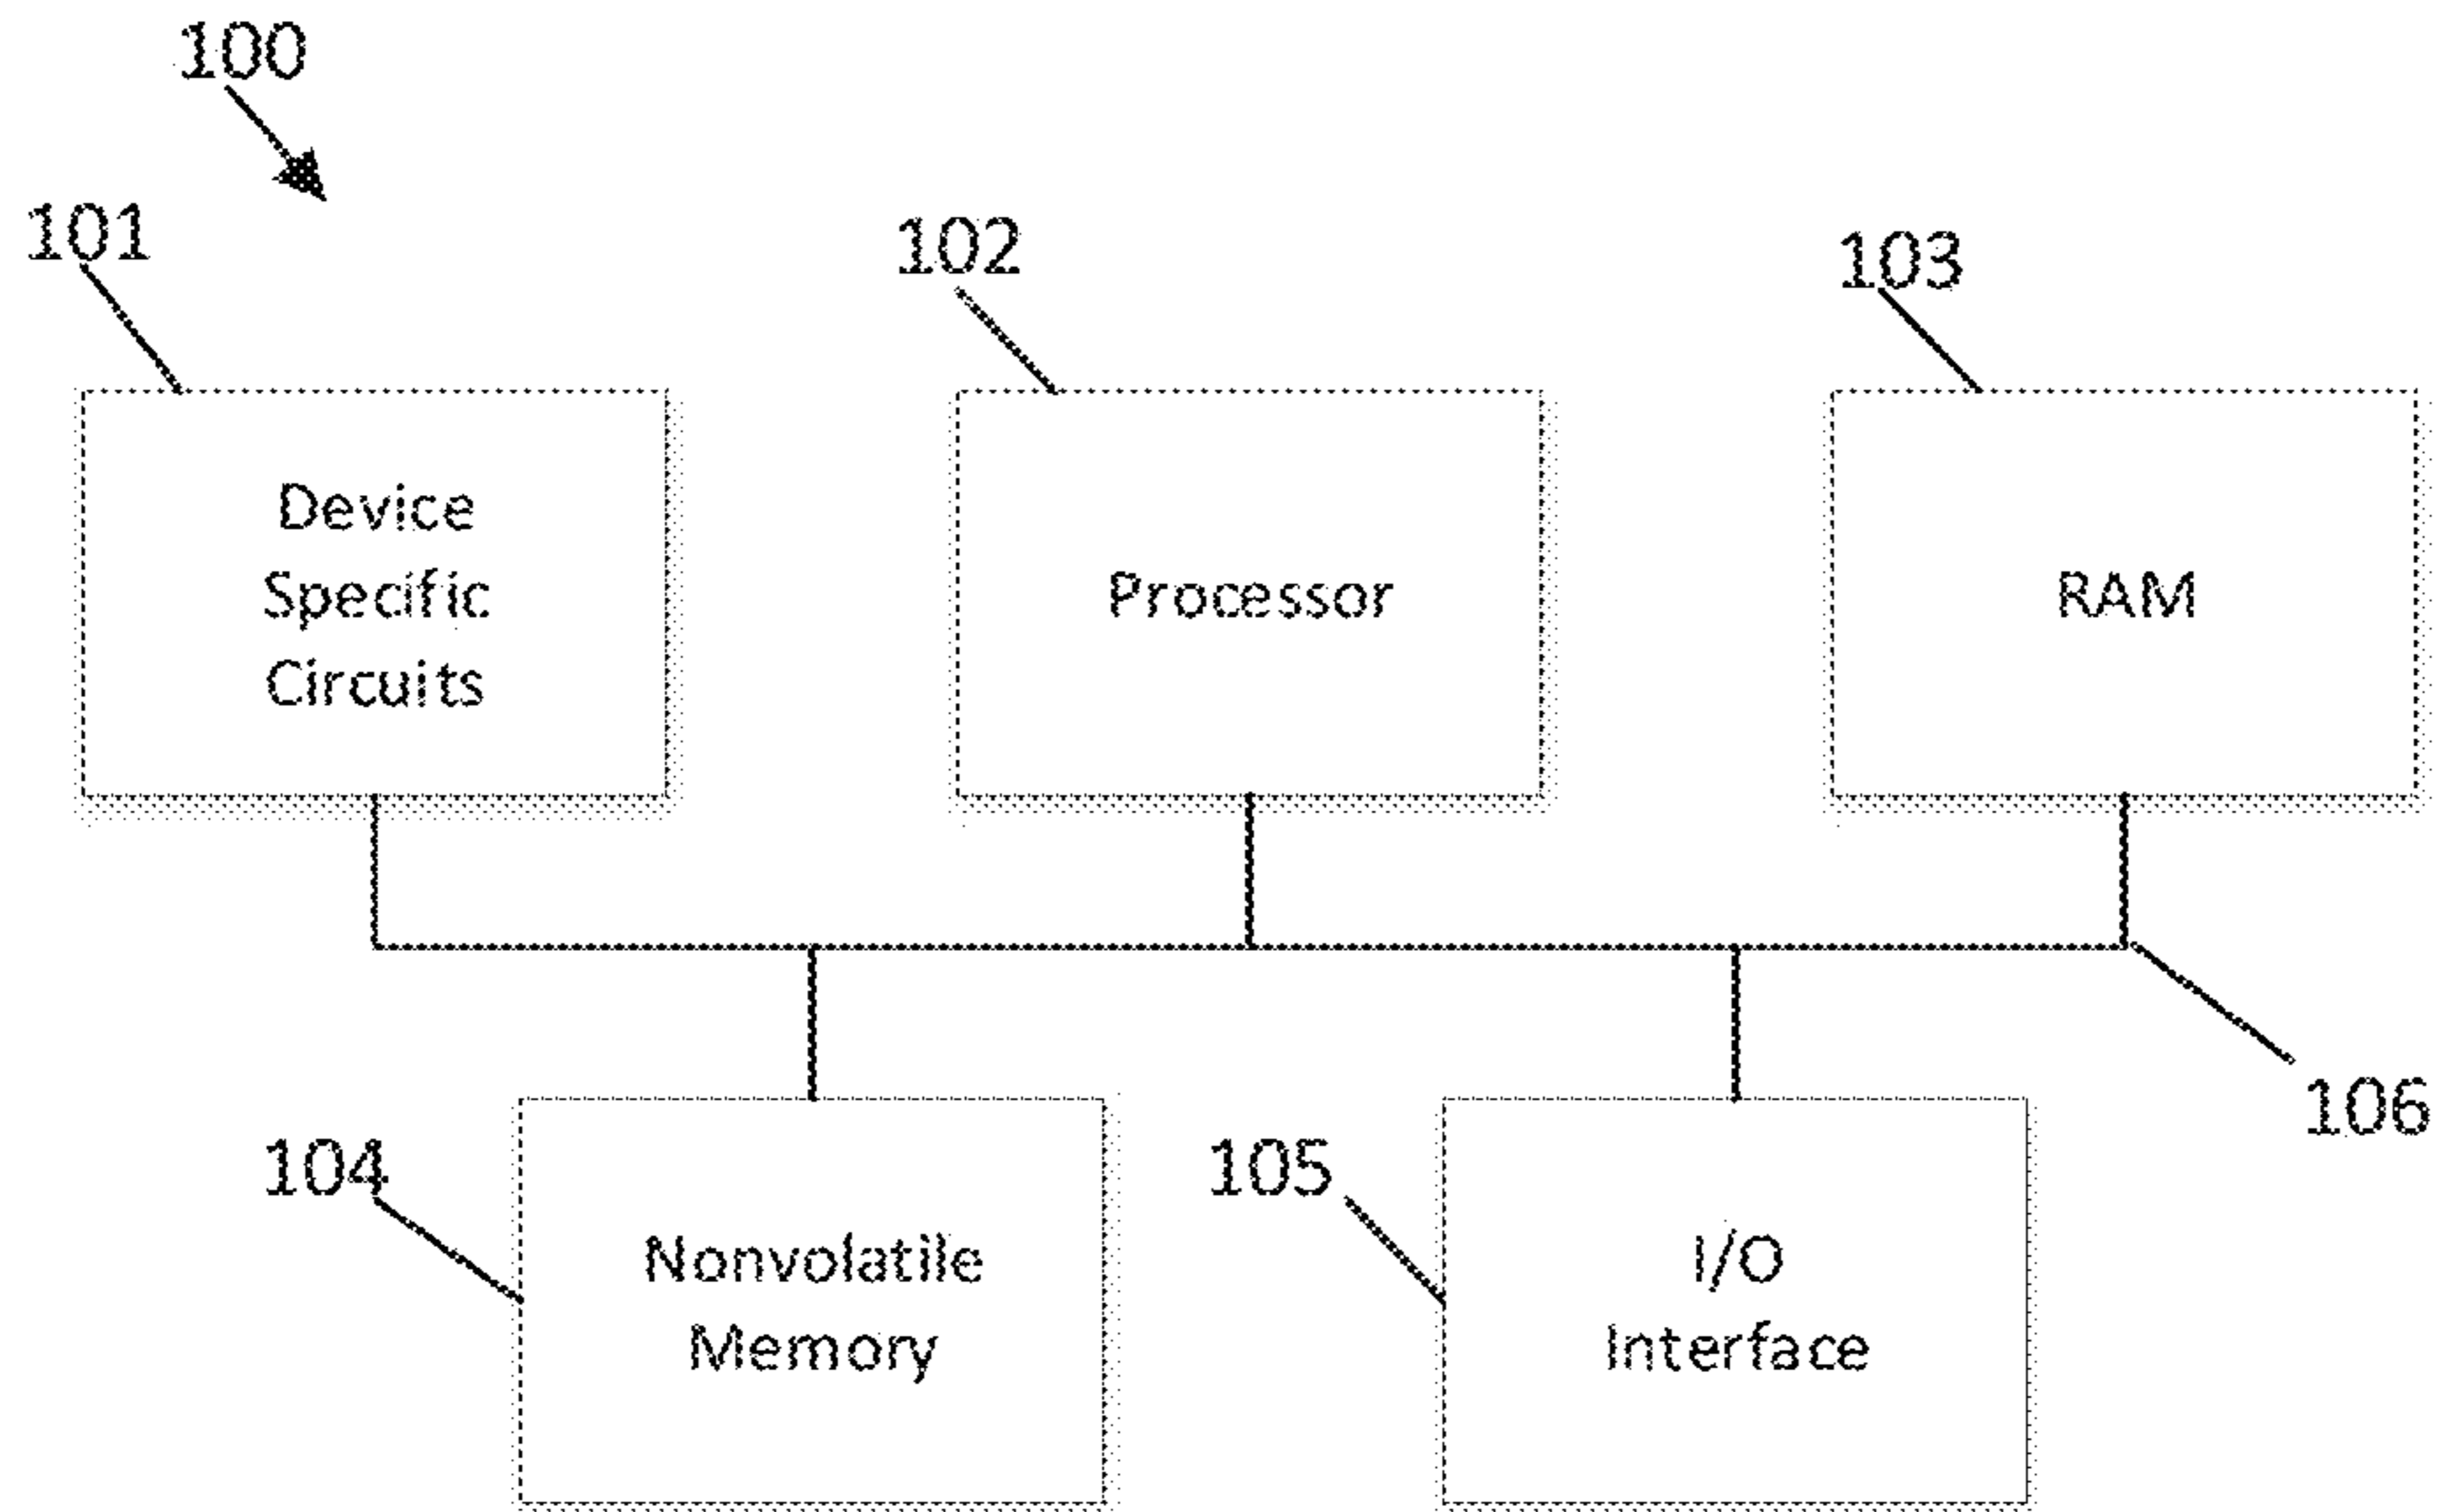 100
101
102
103
Device
Specific
Circuits
Processor
RAM
106
104
105
Nonvolatile
Memory
I/O
Interface